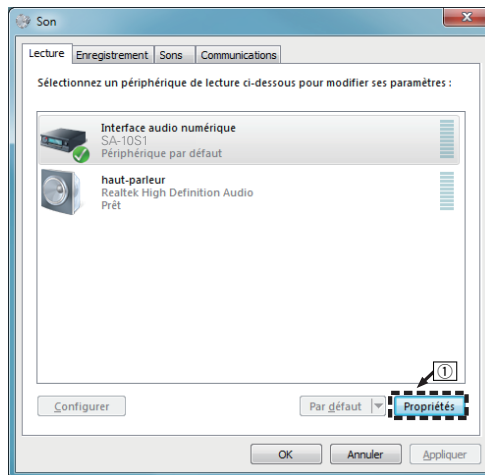 Son
Lecture Enregistrement Sons Communications
Sélectionnez un périphérique de lecture ci-dessous pour modifier ses paramètres :
Interface audio numérique
SA-10S1
Périphérique par défaut
haut-parleur
Realtek High Definition Audio
Prêt
①
Configurer Par défaut Propriétés
OK Annuler Appliquer